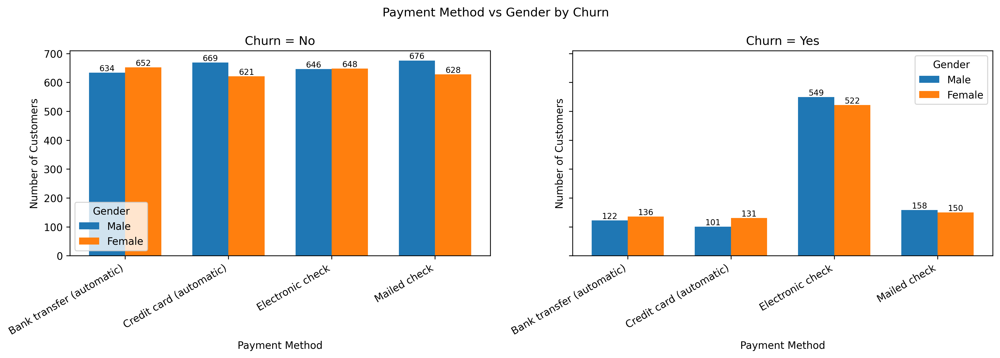 Payment Method vs Gender by Churn
Churn = No
Number of Customers
700
600
500
400
300
200
100
0
634
652
669
621
646
648
676
628
Gender
Male
Female
Bank transfer (automatic)
Credit card (automatic)
Electronic check
Mailed check
Payment Method
Churn = Yes
Number of Customers
122
136
101
131
549
522
158
150
Gender
Male
Female
Bank transfer (automatic)
Credit card (automatic)
Electronic check
Mailed check
Payment Method